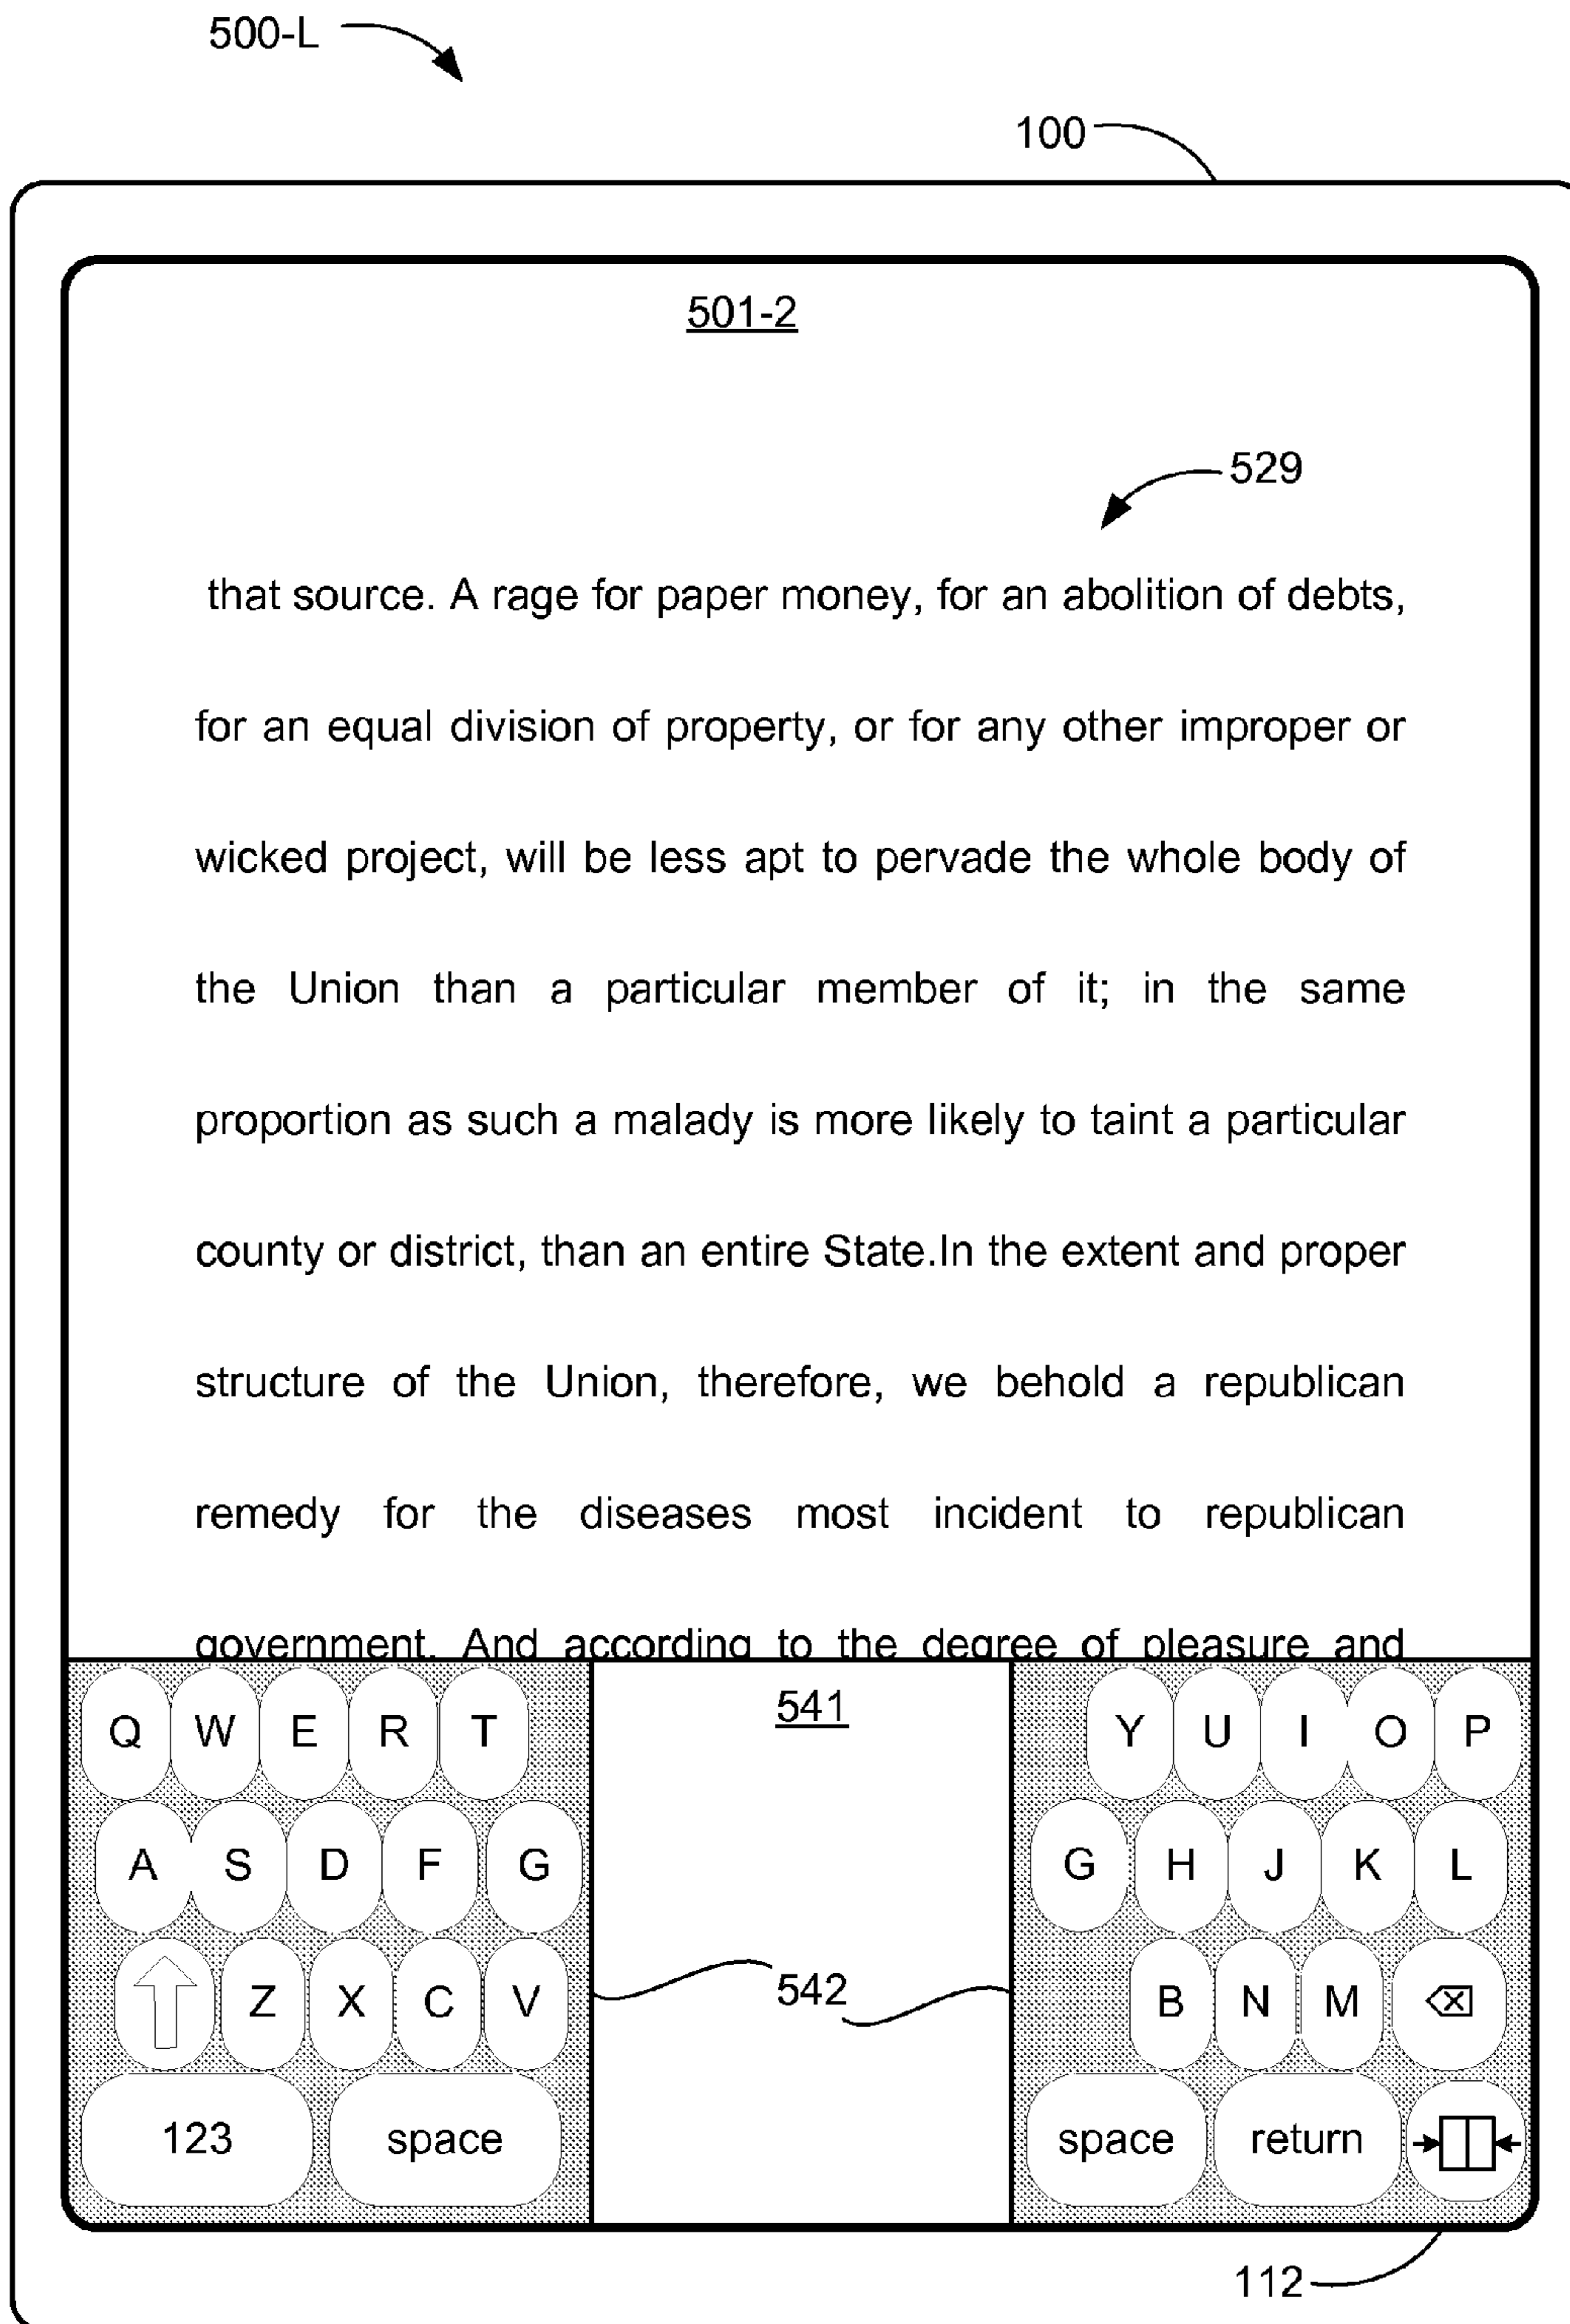 500-L
100
501-2
529
that source. A rage for paper money, for an abolition of debts,
for an equal division of property, or for any other improper or
wicked project, will be less apt to pervade the whole body of
the Union than a particular member of it; in the same
proportion as such a malady is more likely to taint a particular
county or district, than an entire State.In the extent and proper
structure of the Union, therefore, we behold a republican
remedy for the diseases most incident to republican
government. And according to the degree of pleasure and
541
Q W E R T Y U I O P
A S D F G G H J K L
542
Z X C V B N M
123 space space return
112